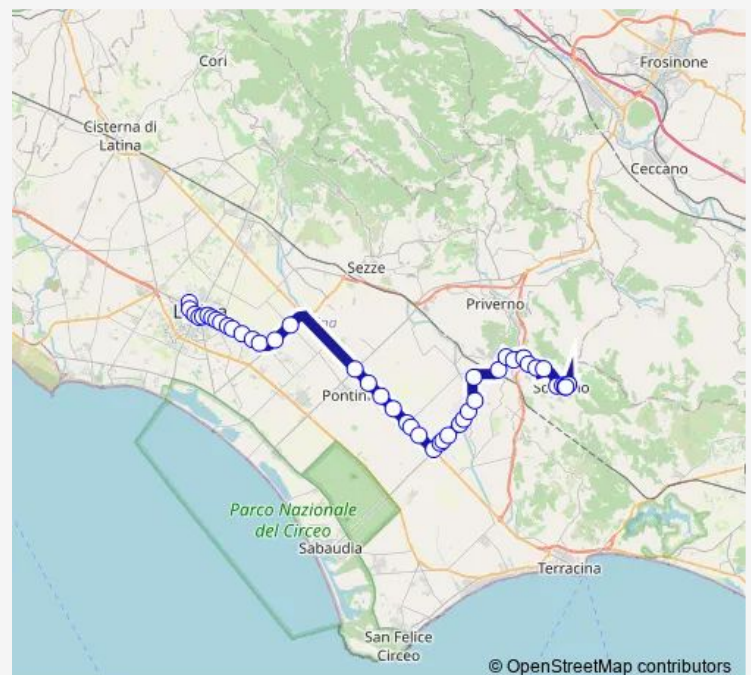 Cori
Frosinone
Cisterna di
Latina
Ceccano
Sezze
Priverno
Parco Nazionale
del Circeo
Sabaudia
Terracina
San Felice
Circeo
© OpenStreetMap contributors